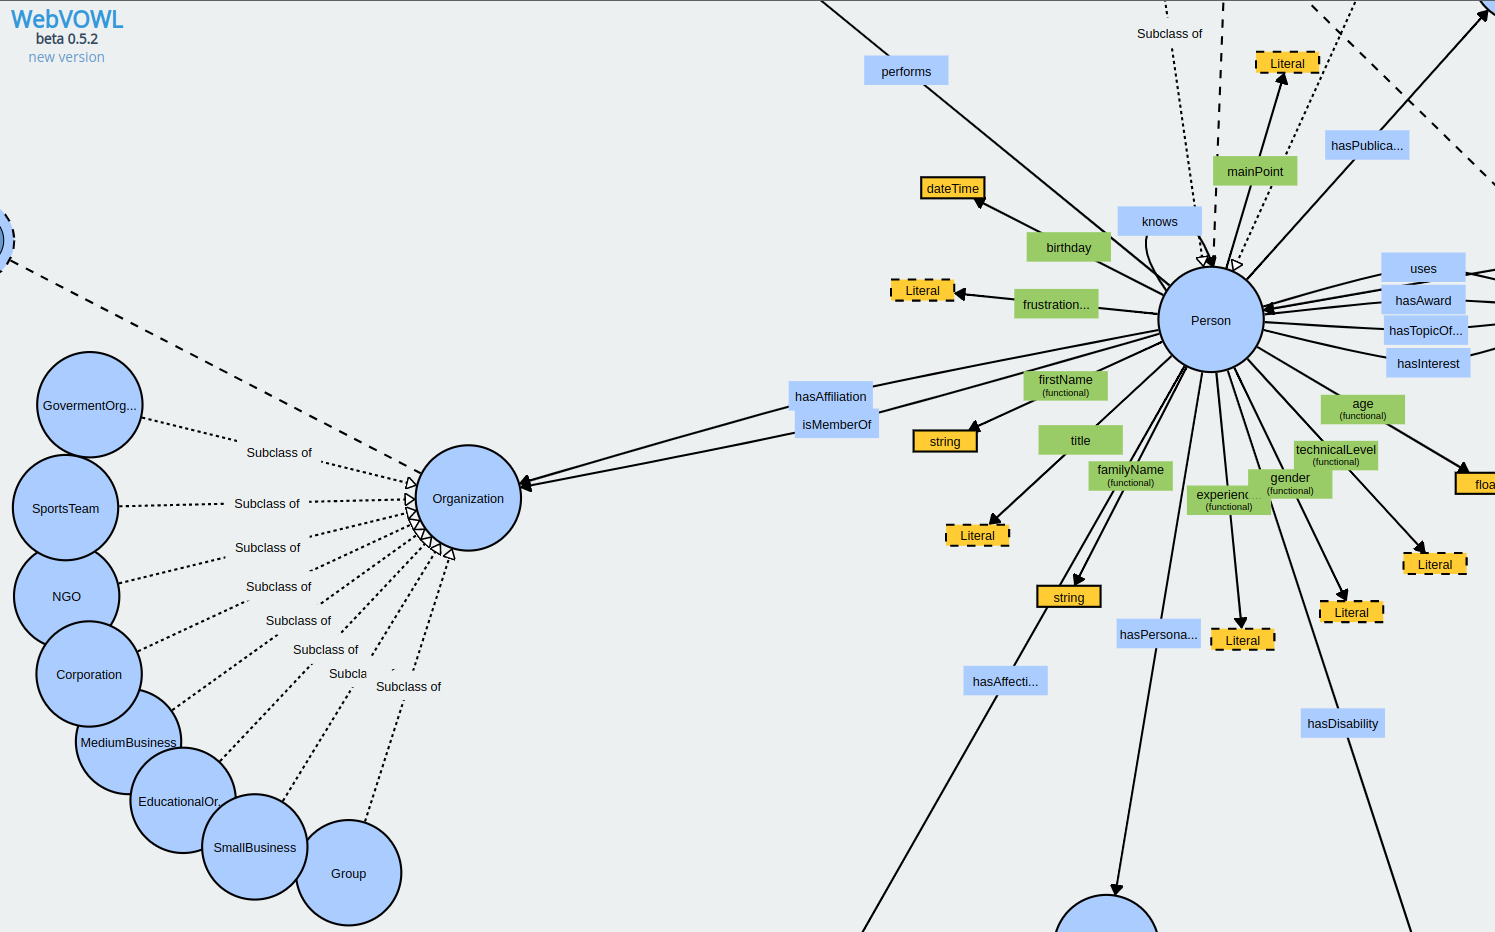 WebVOWL
beta 0.5.2
new version
Subclass of
Literal
performs
hasPublica...
mainPoint
dateTime
knows
birthday
uses
Literal
frustration...
hasAward
Person
hasTopicOf...
hasInterest
firstName
(functional)
hasAffiliation
isMemberOf
age
(functional)
GovermentOrg...
string
title
Subclass of
technicalLevel
(functional)
familyName
(functional)
gender
(functional)
floa
experienc...
(functional)
Organization
SportsTeam
Subclass of
Literal
Subclass of
Literal
NGO
Subclass of
string
Literal
Subclass of
hasPersona...
Literal
Subclass of
Corporation
Subcla
Subclass of
hasAffecti...
hasDisability
MediumBusiness
EducationalOr..
SmallBusiness
Group